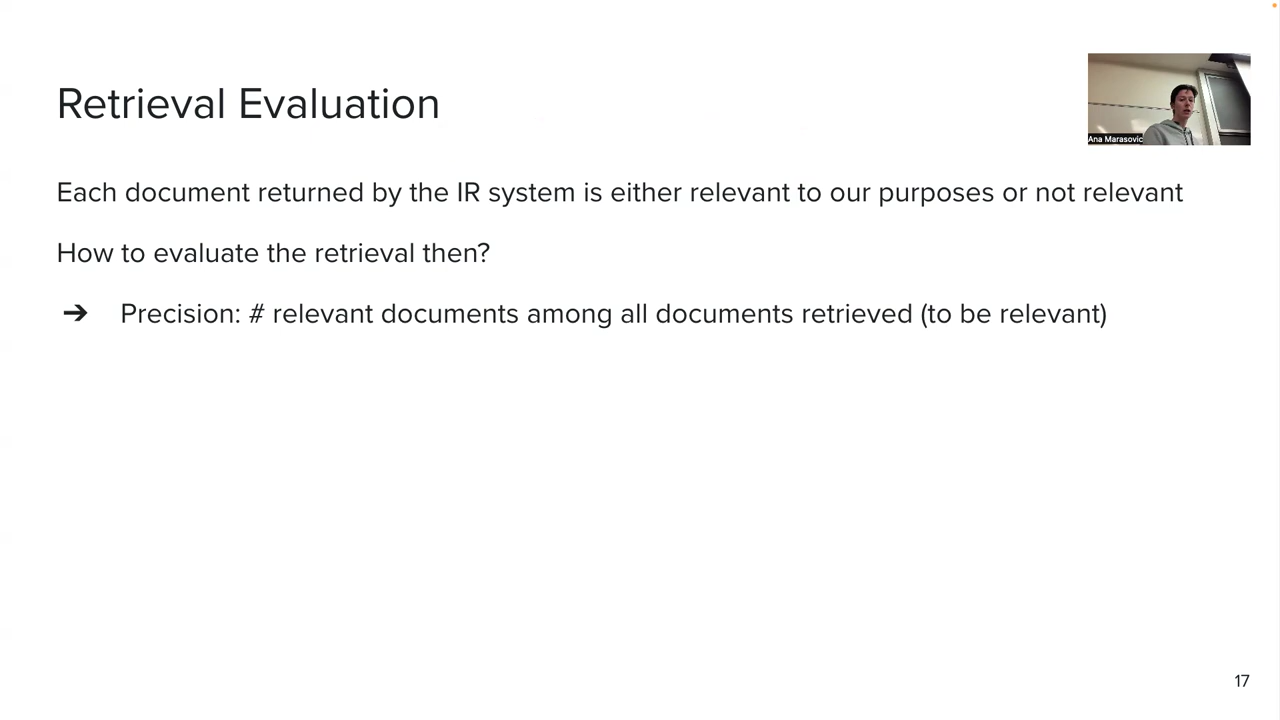 Retrieval Evaluation
Ana Marasovic
Each document returned by the IR system is either relevant to our purposes or not relevant
How to evaluate the retrieval then?
➔ Precision: # relevant documents among all documents retrieved (to be relevant)
17